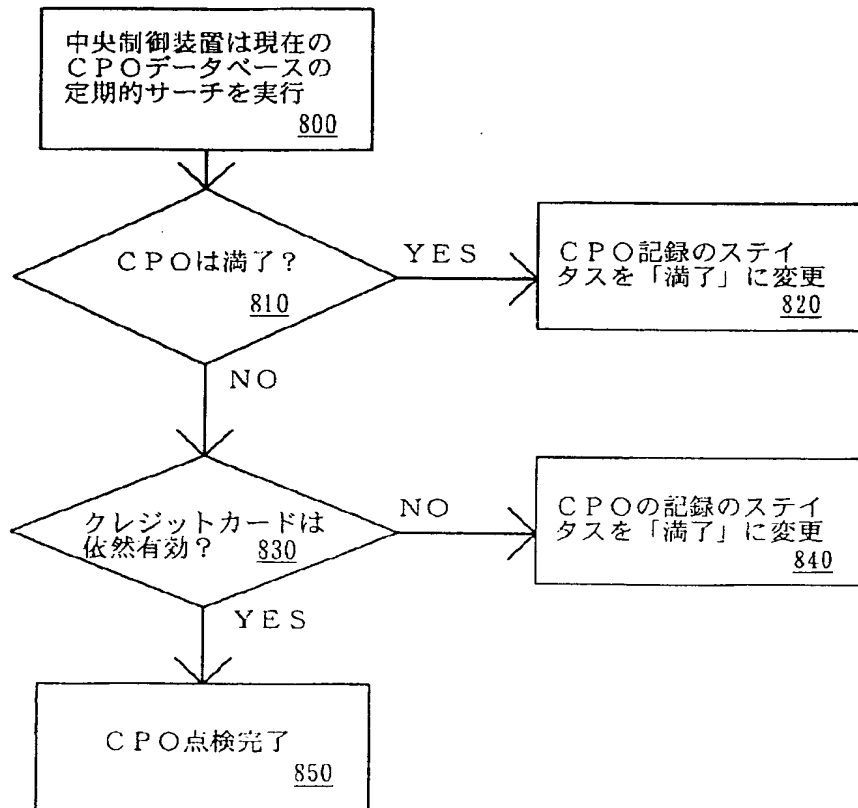 中央制御装置は現在の
CPOデータベースの
定期的サーチを実行
800
CPOは満了?
810
YES
CPO記録のステイ
タスを「満了」に変更
820
NO
クレジットカードは
依然有効? 830
NO
CPOの記録のステイ
タスを「満了」に変更
840
YES
CPO点検完了
850